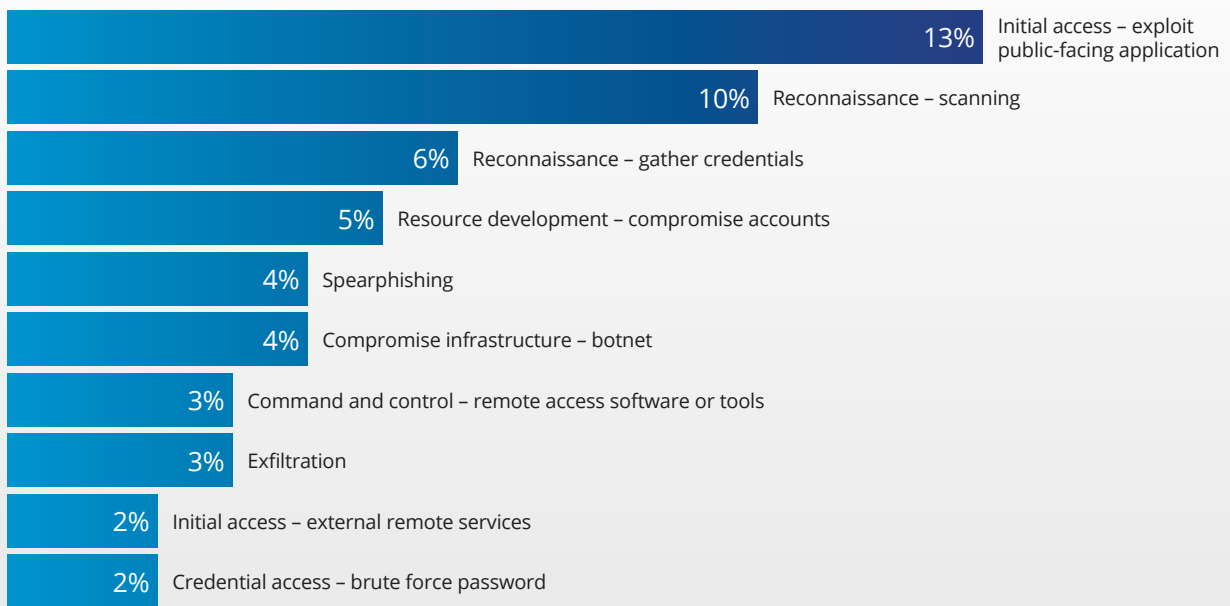 13%
Initial access – exploit
public-facing application
10%
Reconnaissance – scanning
6%
Reconnaissance – gather credentials
5%
Resource development – compromise accounts
4%
Spearphishing
4%
Compromise infrastructure – botnet
3%
Command and control – remote access software or tools
3%
Exfiltration
2%
Initial access – external remote services
2%
Credential access – brute force password